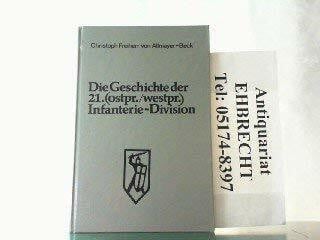 Christoph Freiherr von Allmayer-Beck
Die Geschichte der
21. (ostpr./westpr.)
Infanterie-Division
Antiquariat
EHBRECHT
Tel: 05174-8397